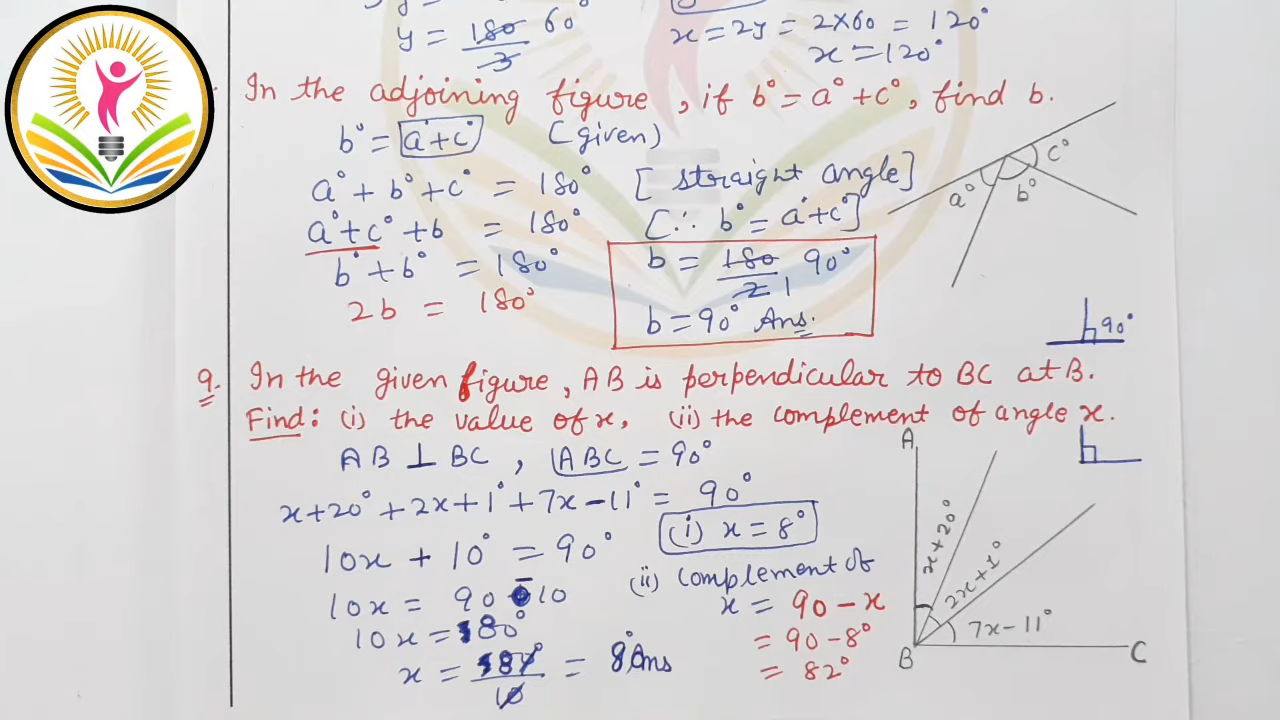 y = 180/3 60°
x = 2y = 2×60 = 120°
x = 120°
In the adjoining figure, if b° = a° + c°, find b.
b° = a° + c° (given)
a° + b° + c° = 180° [straight angle]
a° + c° + b = 180° [∴ b° = a° + c°]
b° + b° = 180°
2b = 180°
b = 180/2 90°
1
b = 90° Ans.
a°
b°
c°
90°
9. In the given figure, AB is perpendicular to BC at B.
Find: (i) the value of x, (ii) the complement of angle x.
AB ⊥ BC, ∠ABC = 90°
x + 20° + 2x + 1° + 7x − 11° = 90°
10x + 10° = 90°
10x = 90 − 10
10x = 80°
x = 80°/10 = 8° Ans
(i) x = 8°
(ii) complement of
x = 90 − x
= 90 − 8°
= 82°
A
x + 20°
2x + 1°
7x − 11°
B
C